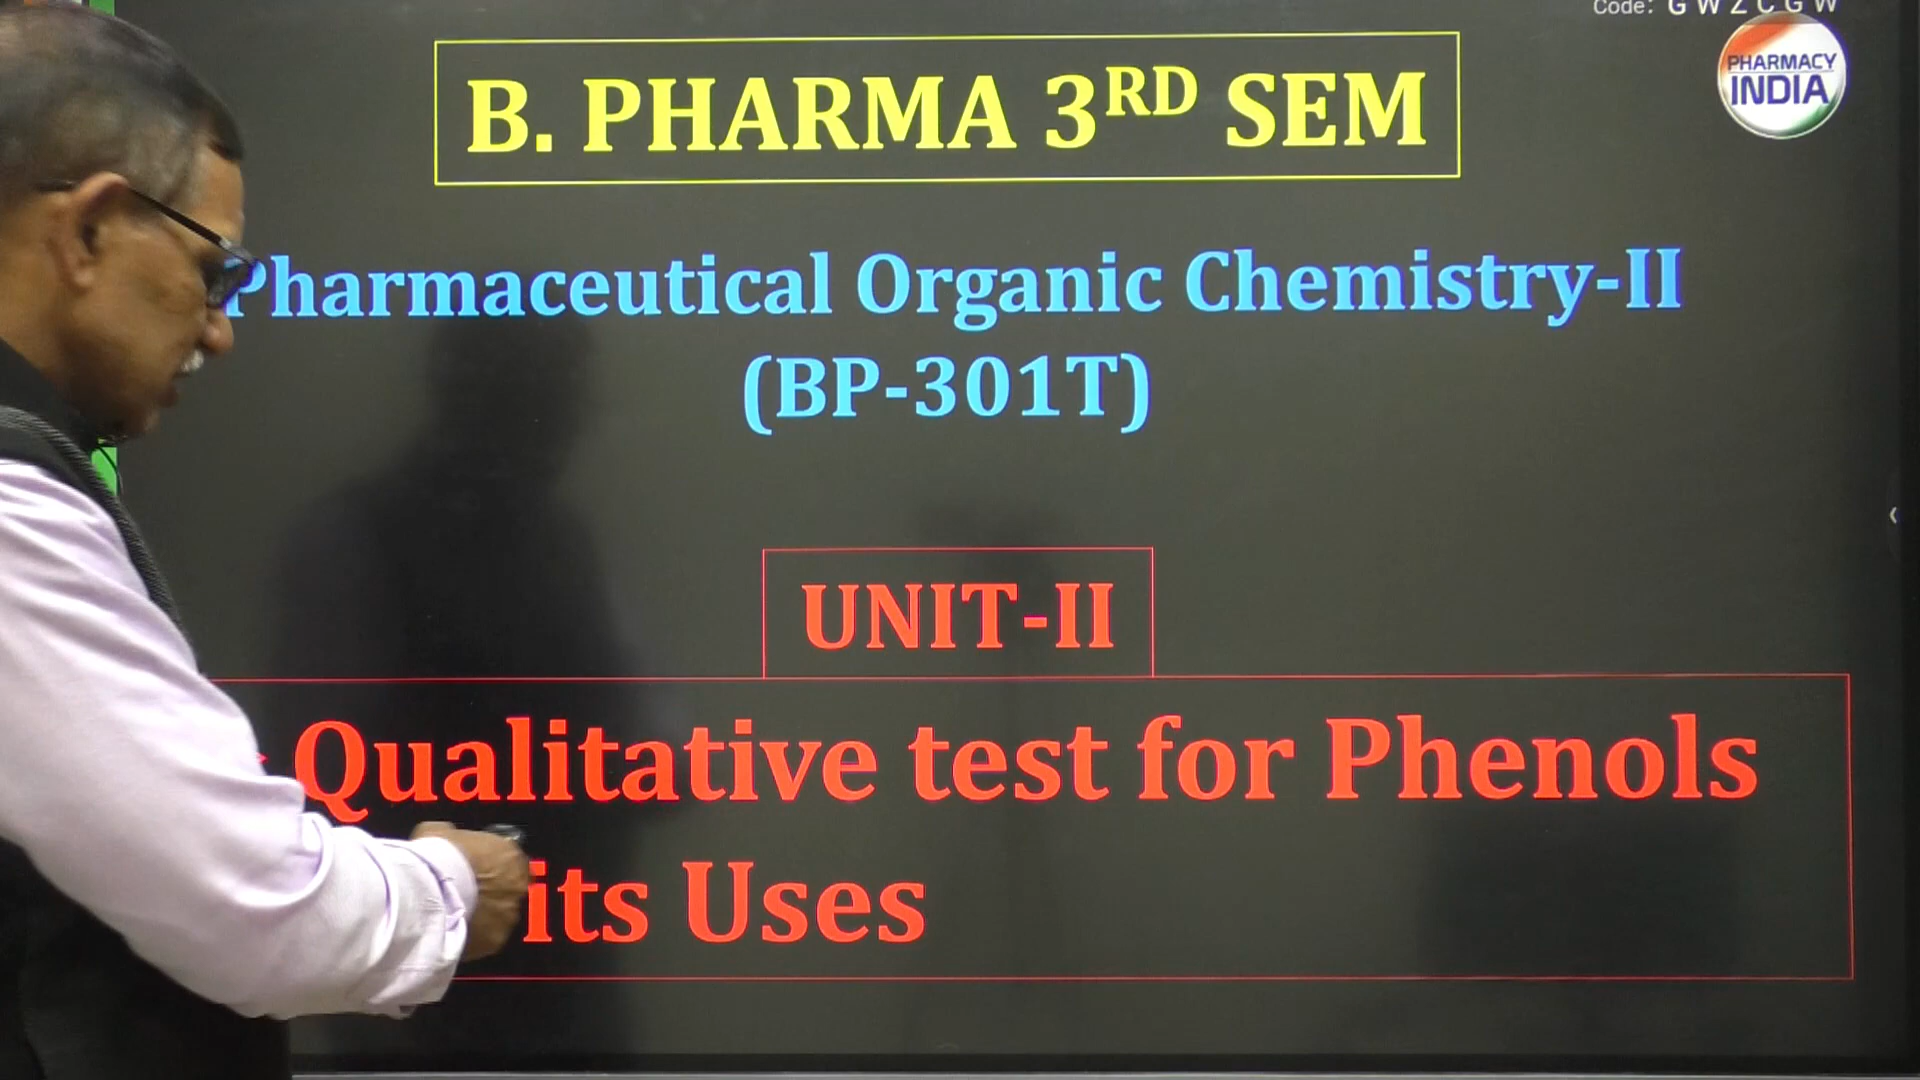 Code: G W Z C G W
PHARMACY
INDIA
B. PHARMA 3RD SEM
Pharmaceutical Organic Chemistry-II
(BP-301T)
UNIT-II
Qualitative test for Phenols
its Uses